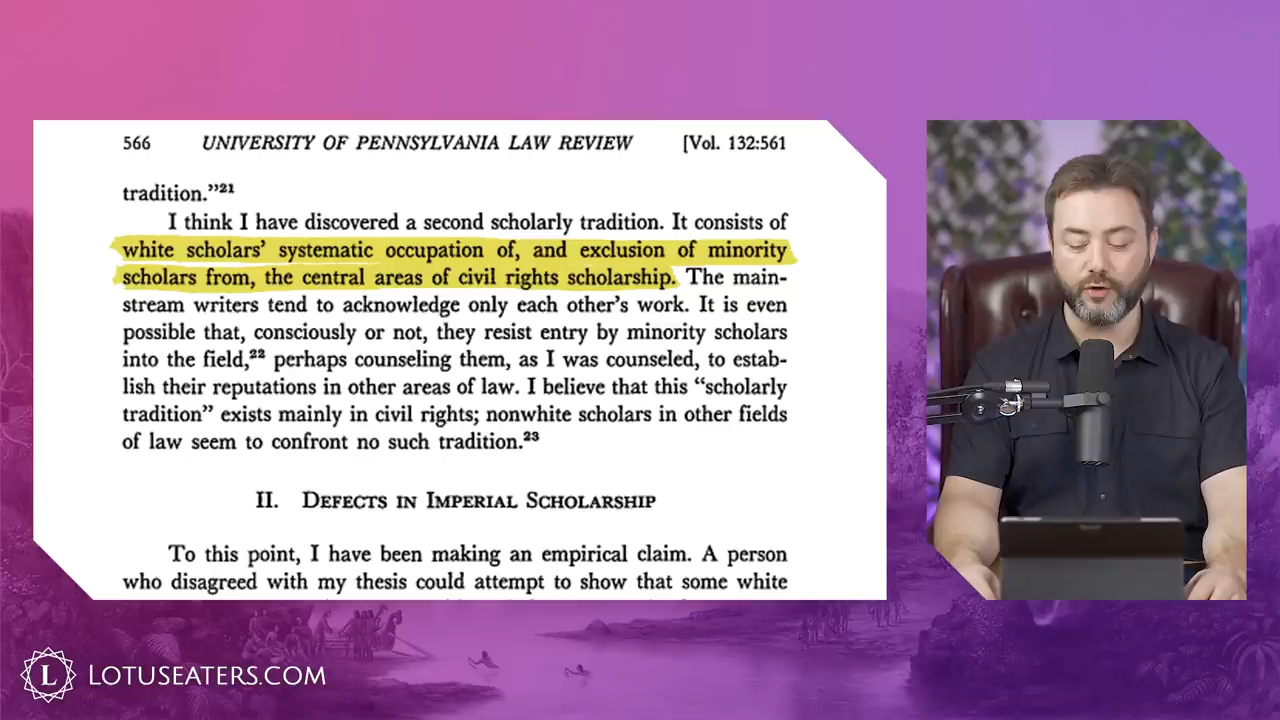 566 UNIVERSITY OF PENNSYLVANIA LAW REVIEW [Vol. 132:561
tradition."21
I think I have discovered a second scholarly tradition. It consists of
white scholars' systematic occupation of, and exclusion of minority
scholars from, the central areas of civil rights scholarship. The main-
stream writers tend to acknowledge only each other's work. It is even
possible that, consciously or not, they resist entry by minority scholars
into the field,22 perhaps counseling them, as I was counseled, to estab-
lish their reputations in other areas of law. I believe that this "scholarly
tradition" exists mainly in civil rights; nonwhite scholars in other fields
of law seem to confront no such tradition.23
II. DEFECTS IN IMPERIAL SCHOLARSHIP
To this point, I have been making an empirical claim. A person
who disagreed with my thesis could attempt to show that some white
L LOTUSEATERS.COM